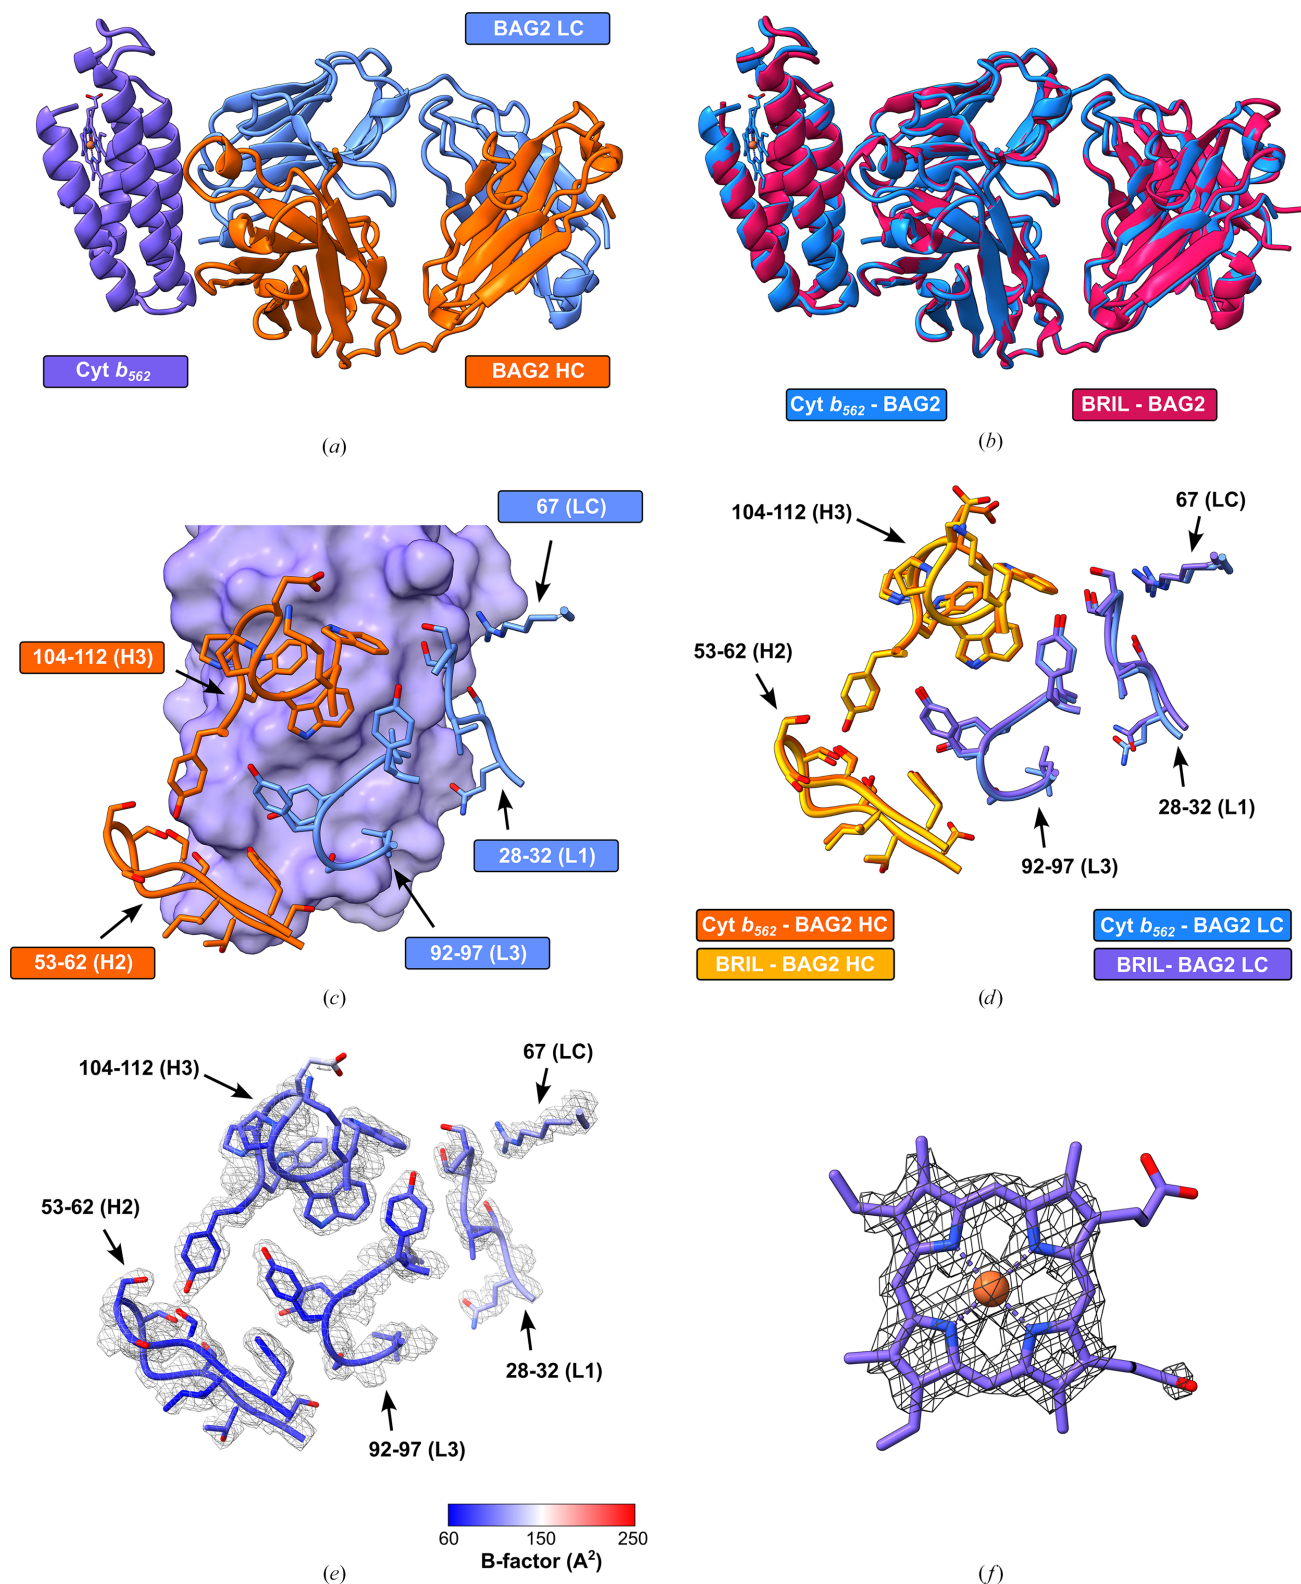 BAG2 LC
Cyt b562
BAG2 HC
(a)
Cyt b562 - BAG2
BRIL - BAG2
(b)
67 (LC)
104-112 (H3)
28-32 (L1)
53-62 (H2)
92-97 (L3)
(c)
104-112 (H3)
67 (LC)
53-62 (H2)
28-32 (L1)
92-97 (L3)
Cyt b562 - BAG2 HC
Cyt b562 - BAG2 LC
BRIL - BAG2 HC
BRIL- BAG2 LC
(d)
104-112 (H3)
67 (LC)
53-62 (H2)
28-32 (L1)
92-97 (L3)
60 150 250
B-factor (A²)
(e)
(f)